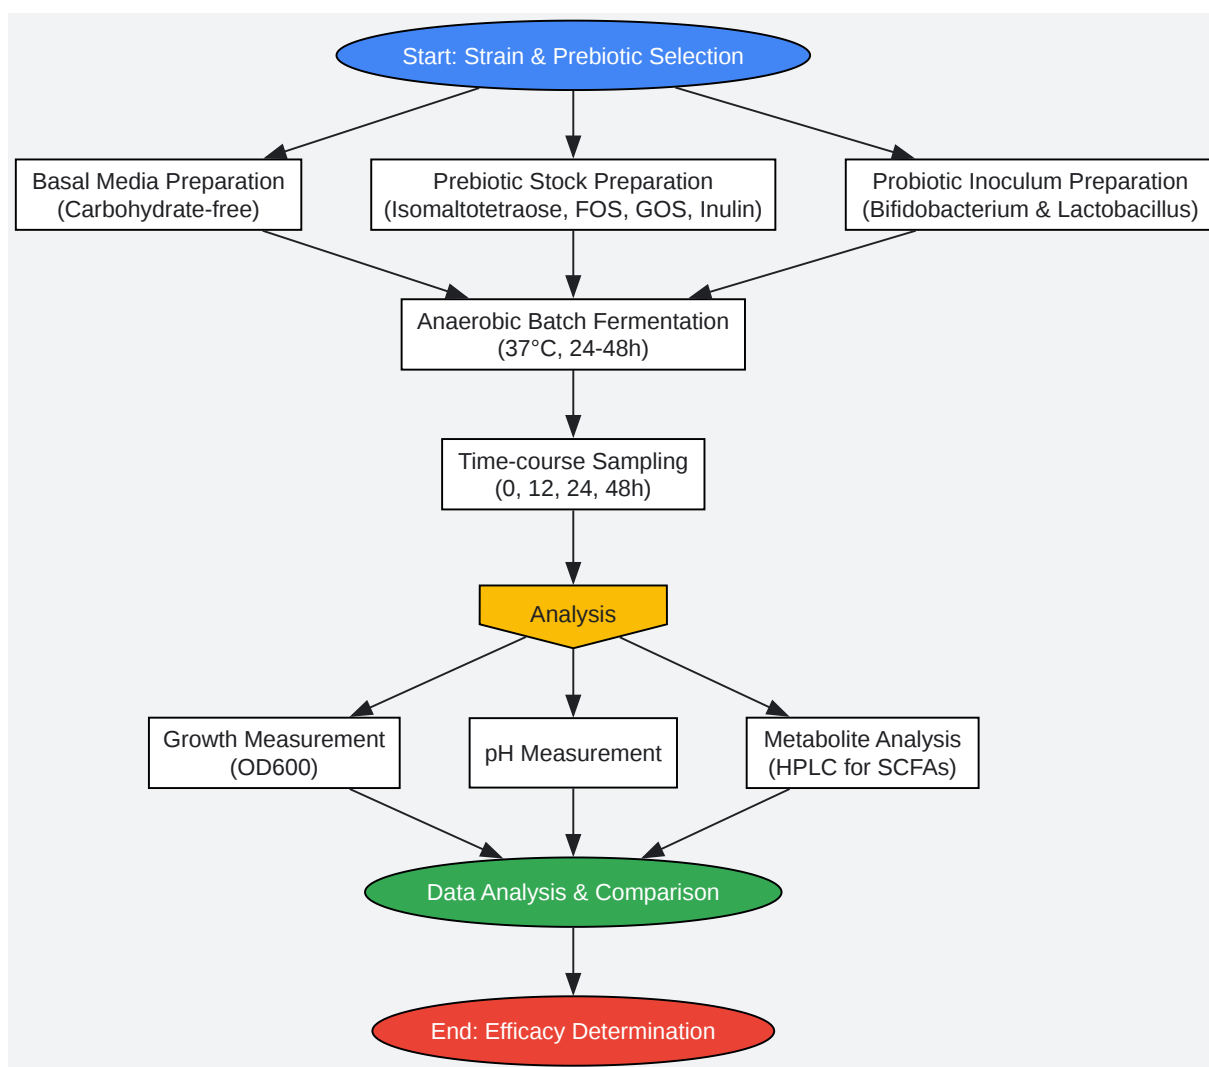 Start: Strain & Prebiotic Selection
Basal Media Preparation
(Carbohydrate-free)
Prebiotic Stock Preparation
(Isomaltotetraose, FOS, GOS, Inulin)
Probiotic Inoculum Preparation
(Bifidobacterium & Lactobacillus)
Anaerobic Batch Fermentation
(37°C, 24-48h)
Time-course Sampling
(0, 12, 24, 48h)
Analysis
Growth Measurement
(OD600)
pH Measurement
Metabolite Analysis
(HPLC for SCFAs)
Data Analysis & Comparison
End: Efficacy Determination